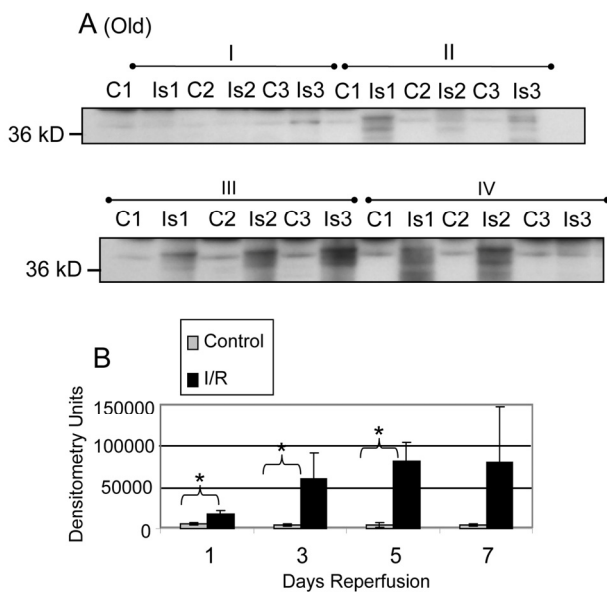 A (Old)
I II
C1 Is1 C2 Is2 C3 Is3 C1 Is1 C2 Is2 C3 Is3
36 kD
III IV
C1 Is1 C2 Is2 C3 Is3 C1 Is1 C2 Is2 C3 Is3
36 kD
B
Control
I/R
Densitometry Units
150000
* * *
100000
50000
0
1 3 5 7
Days Reperfusion